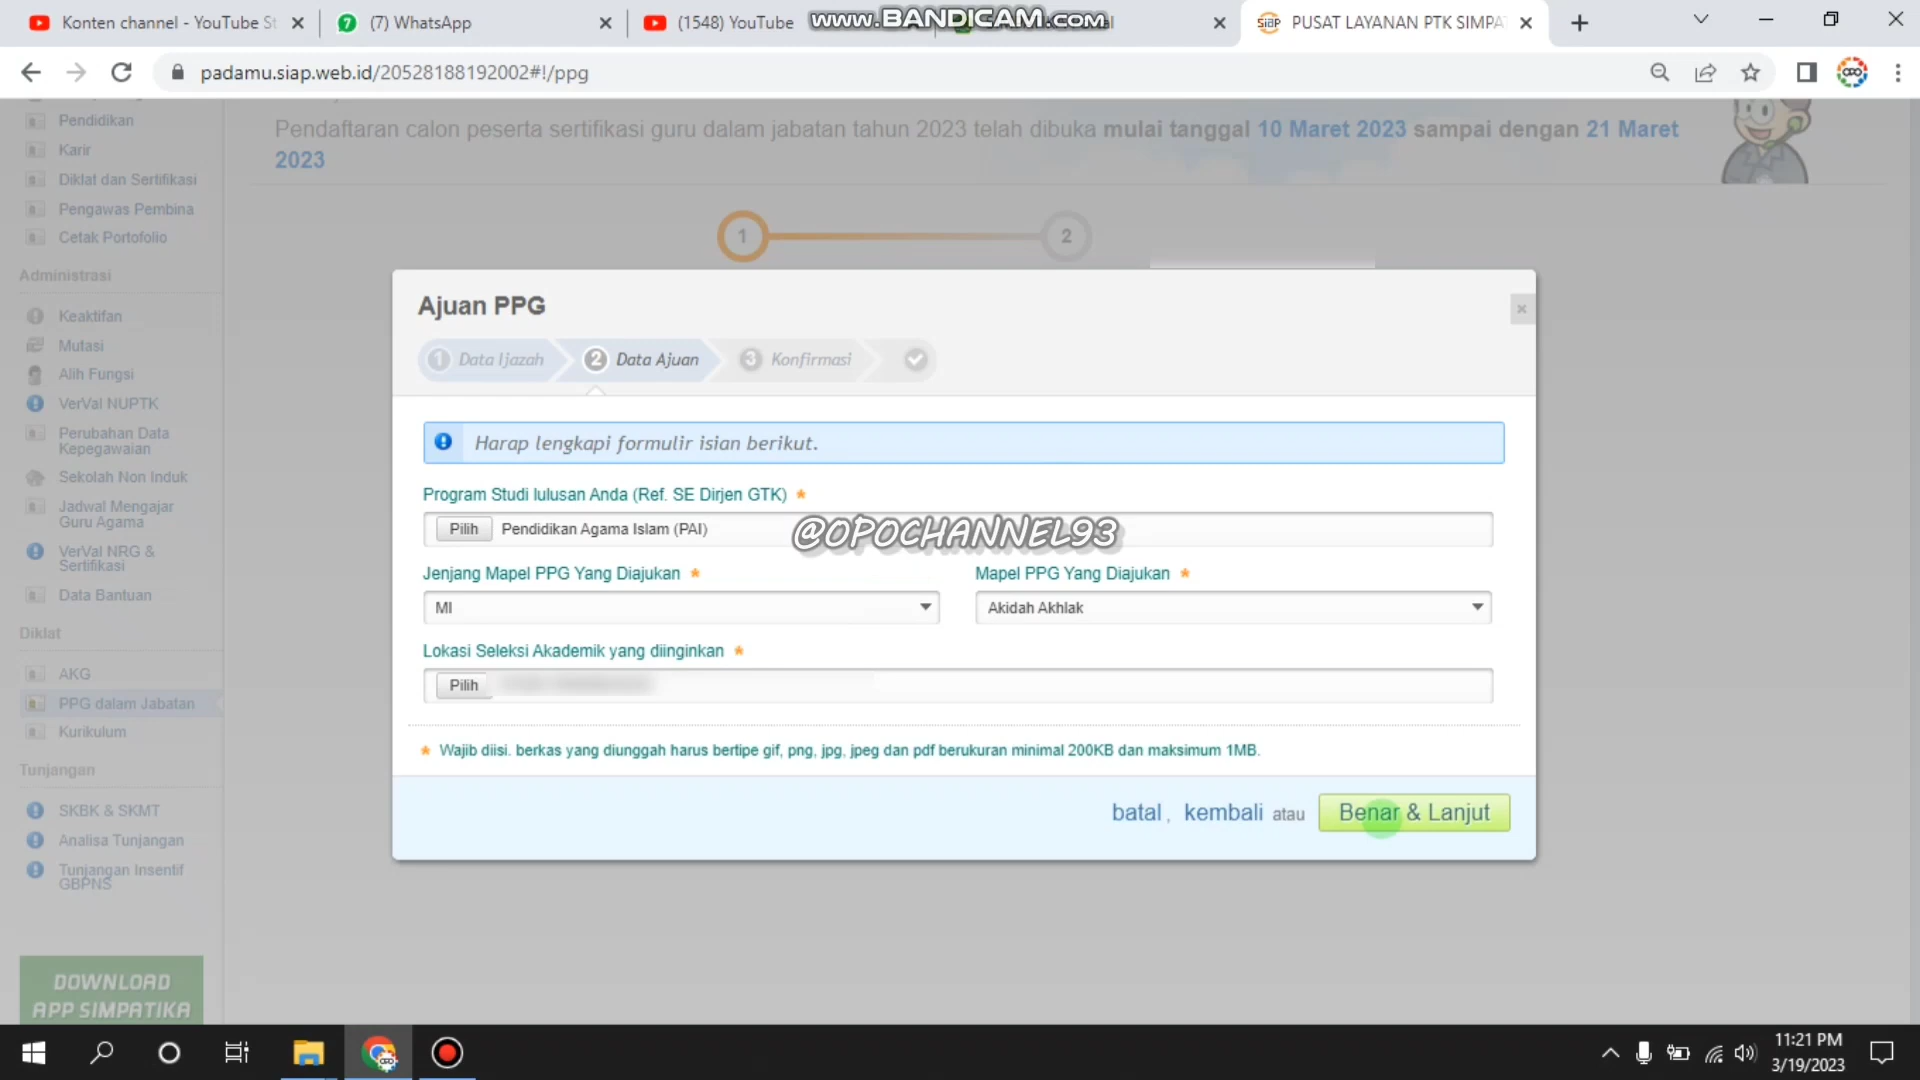 Konten channel - YouTube St
7
(7) WhatsApp
(1548) YouTube
www.BANDICAM.com
SIAP
PUSAT LAYANAN PTK SIMPA
padamu.siap.web.id/20528188192002#!/ppg
OPO
Pendidikan
Karir
Diklat dan Sertifikasi
Pengawas Pembina
Cetak Portofolio
Administrasi
Keaktifan
Mutasi
Alih Fungsi
VerVal NUPTK
Perubahan Data
Kepegawaian
Sekolah Non Induk
Jadwal Mengajar
Guru Agama
VerVal NRG &
Sertifikasi
Data Bantuan
Diklat
AKG
PPG dalam Jabatan
Kurikulum
Tunjangan
SKBK & SKMT
Analisa Tunjangan
Tunjangan Insentif
GBPNS
DOWNLOAD
APP SIMPATIKA
Pendaftaran calon peserta sertifikasi guru dalam jabatan tahun 2023 telah dibuka mulai tanggal 10 Maret 2023 sampai dengan 21 Maret
2023
1
2
Ajuan PPG
×
1 Data Ijazah
2 Data Ajuan
3 Konfirmasi
Harap lengkapi formulir isian berikut.
Program Studi lulusan Anda (Ref. SE Dirjen GTK) *
Pilih Pendidikan Agama Islam (PAI)
@OPOCHANNEL93
Jenjang Mapel PPG Yang Diajukan *
Mapel PPG Yang Diajukan *
MI
Akidah Akhlak
Lokasi Seleksi Akademik yang diinginkan *
Pilih
* Wajib diisi. berkas yang diunggah harus bertipe gif, png, jpg, jpeg dan pdf berukuran minimal 200KB dan maksimum 1MB.
batal, kembali atau Benar & Lanjut
11:21 PM
3/19/2023